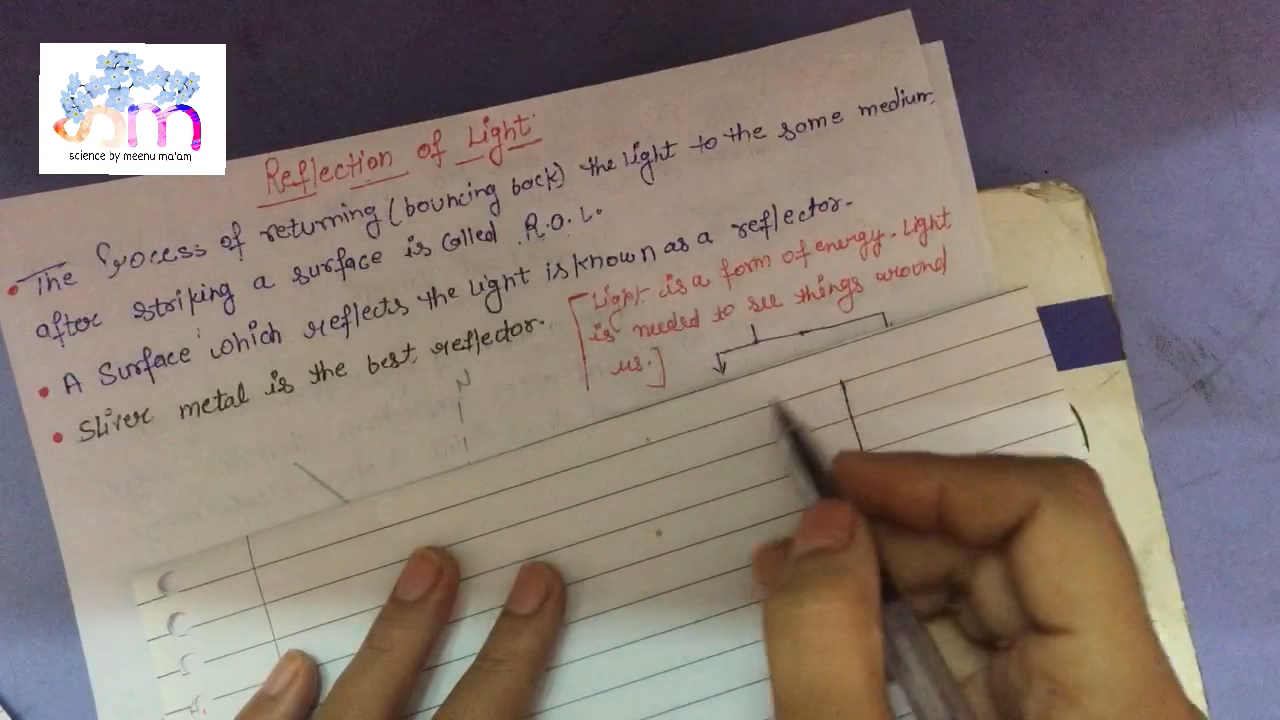 science by meenu ma'am
Reflection of Light
• The Process of returning (bouncing back) the light to the some medium.
after striking a surface is called R.O.L.
• A Surface which reflects the light is known as a reflector.
• Sliver metal is the best reflector.
[Light is a form of energy. Light
is needed to see things around
us.]
N